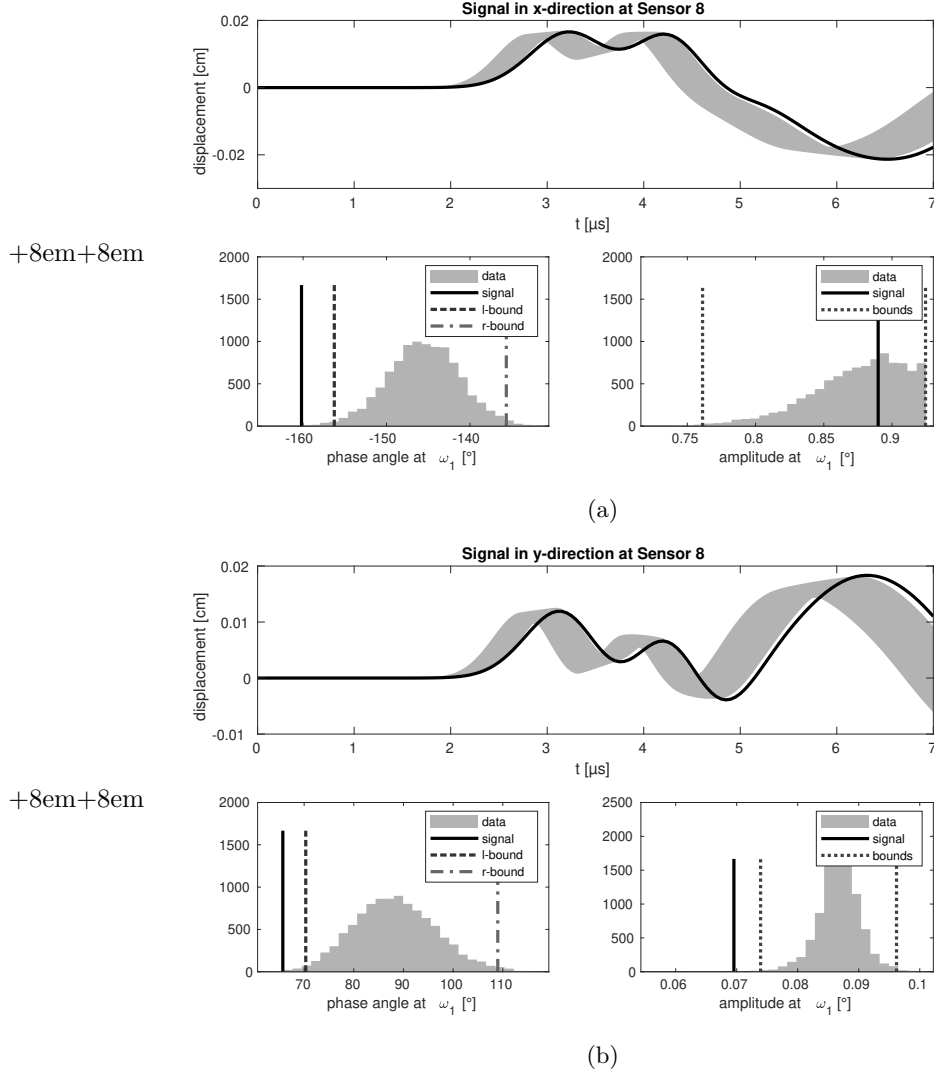 Signal in x-direction at Sensor 8
0.02
0
-0.02
displacement [cm]
0 1 2 3 4 5 6 7
t [µs]
+8em+8em
2000
1500
1000
500
0
data
signal
l-bound
r-bound
-160 -150 -140
phase angle at ω_1 [°]
2000
1500
1000
500
0
data
signal
bounds
0.75 0.8 0.85 0.9
amplitude at ω_1 [°]
(a)
Signal in y-direction at Sensor 8
0.02
0.01
0
-0.01
displacement [cm]
0 1 2 3 4 5 6 7
t [µs]
+8em+8em
2000
1500
1000
500
0
data
signal
l-bound
r-bound
70 80 90 100 110
phase angle at ω_1 [°]
2500
2000
1500
1000
500
0
data
signal
bounds
0.06 0.07 0.08 0.09 0.1
amplitude at ω_1 [°]
(b)